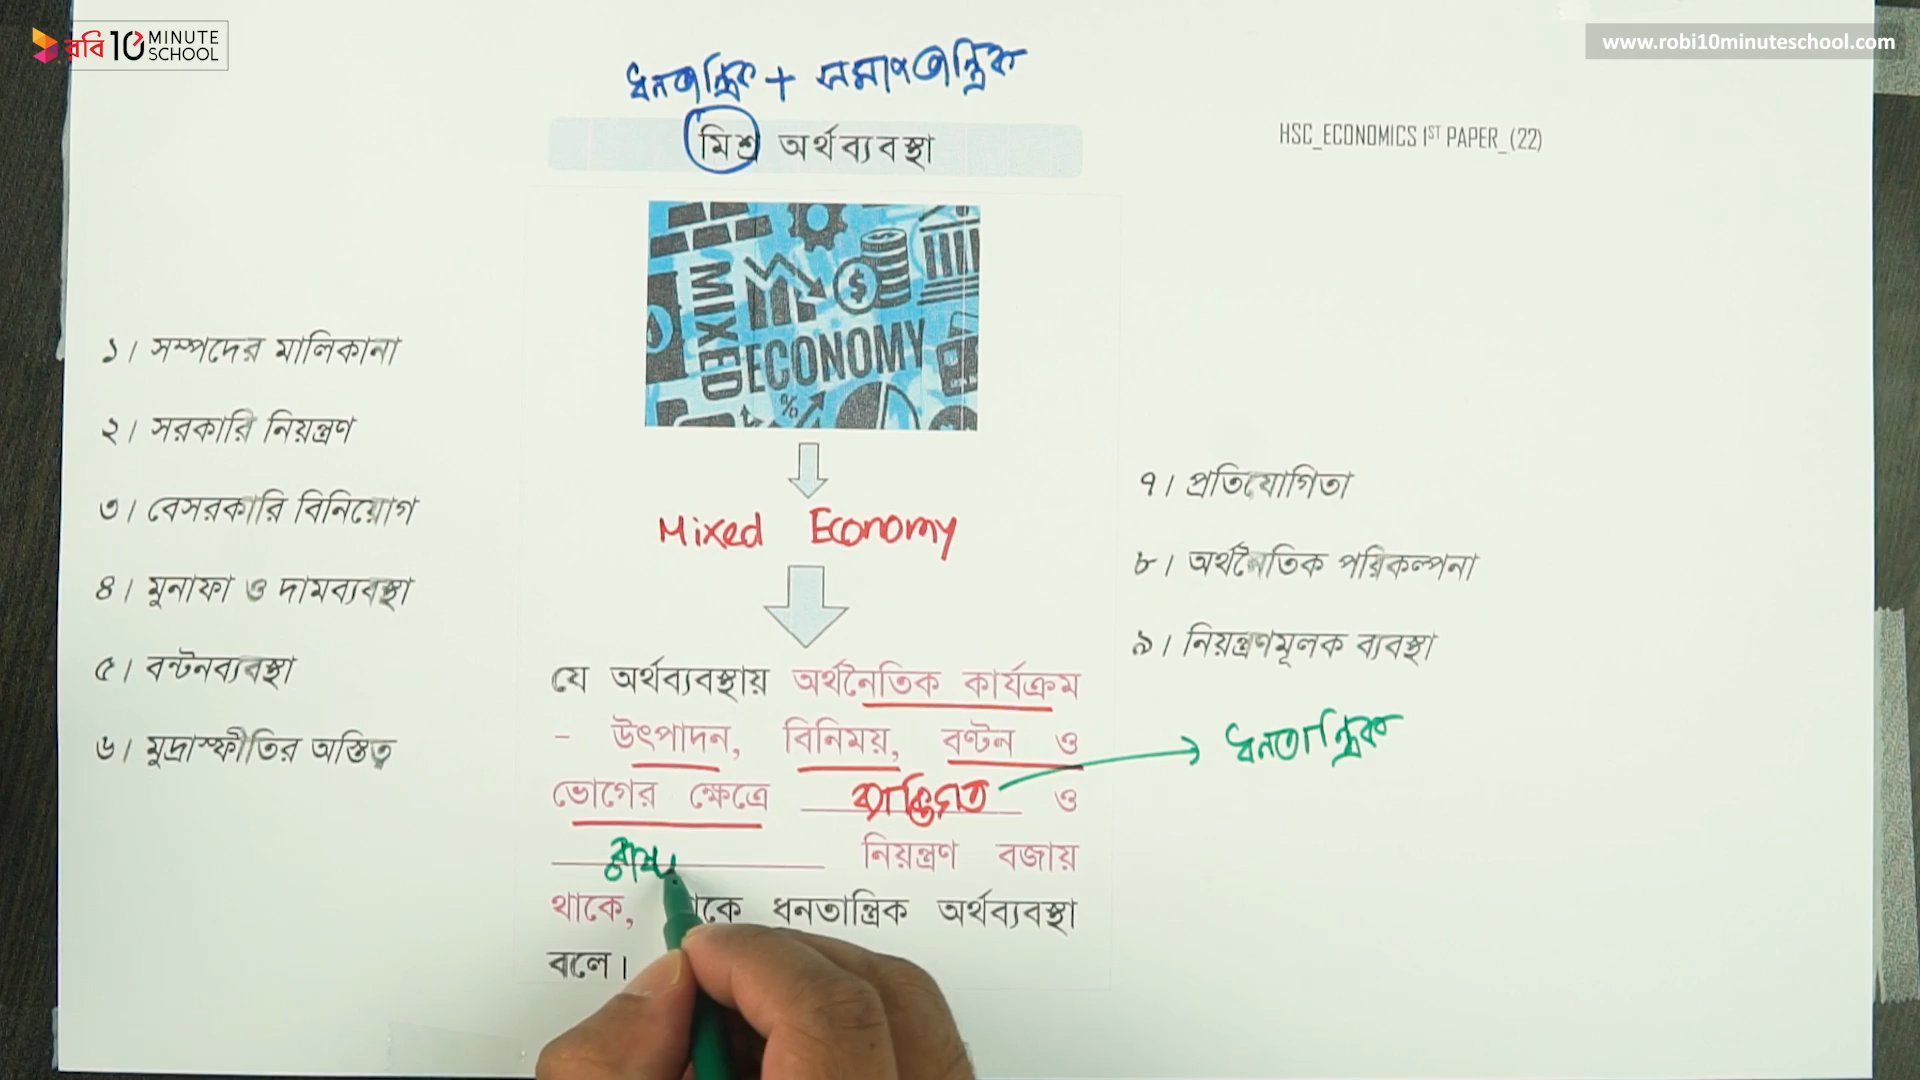 রবি 10 MINUTE SCHOOL
www.robi10minuteschool.com
ধনতান্ত্রিক + সমাজতান্ত্রিক
মিশ্র অর্থব্যবস্থা
HSC_ECONOMICS 1ST PAPER_(22)
MIXED
ECONOMY
$
%
Mixed Economy
১। সম্পদের মালিকানা
২। সরকারি নিয়ন্ত্রণ
৩। বেসরকারি বিনিয়োগ
৪। মুনাফা ও দামব্যবস্থা
৫। বন্টনব্যবস্থা
৬। মুদ্রাস্ফীতির অস্তিত্ব
যে অর্থব্যবস্থায় অর্থনৈতিক কার্যক্রম
- উৎপাদন, বিনিময়, বণ্টন ও
ভোগের ক্ষেত্রে ব্যক্তিগত ও
নিয়ন্ত্রণ বজায়
থাকে, ধনতান্ত্রিক অর্থব্যবস্থা
বলে।
৭। প্রতিযোগিতা
৮। অর্থনৈতিক পরিকল্পনা
৯। নিয়ন্ত্রণমূলক ব্যবস্থা
ধনতান্ত্রিক